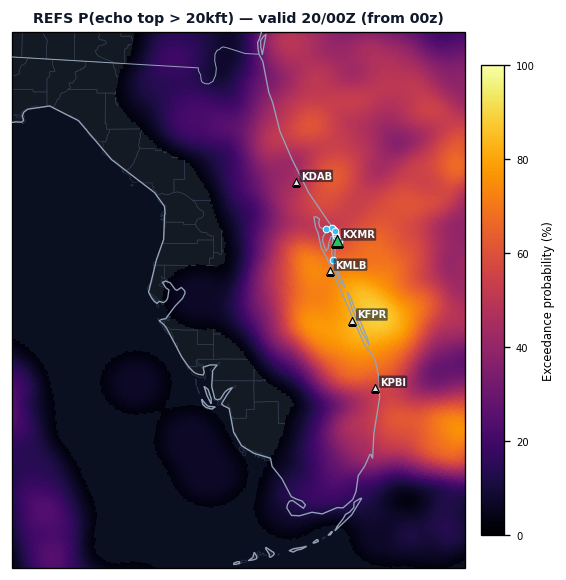 REFS P(echo top > 20kft) — valid 20/00Z (from 00z)
KDAB
KXMR
KMLB
KFPR
KPBI
100
80
60
40
20
0
Exceedance probability (%)